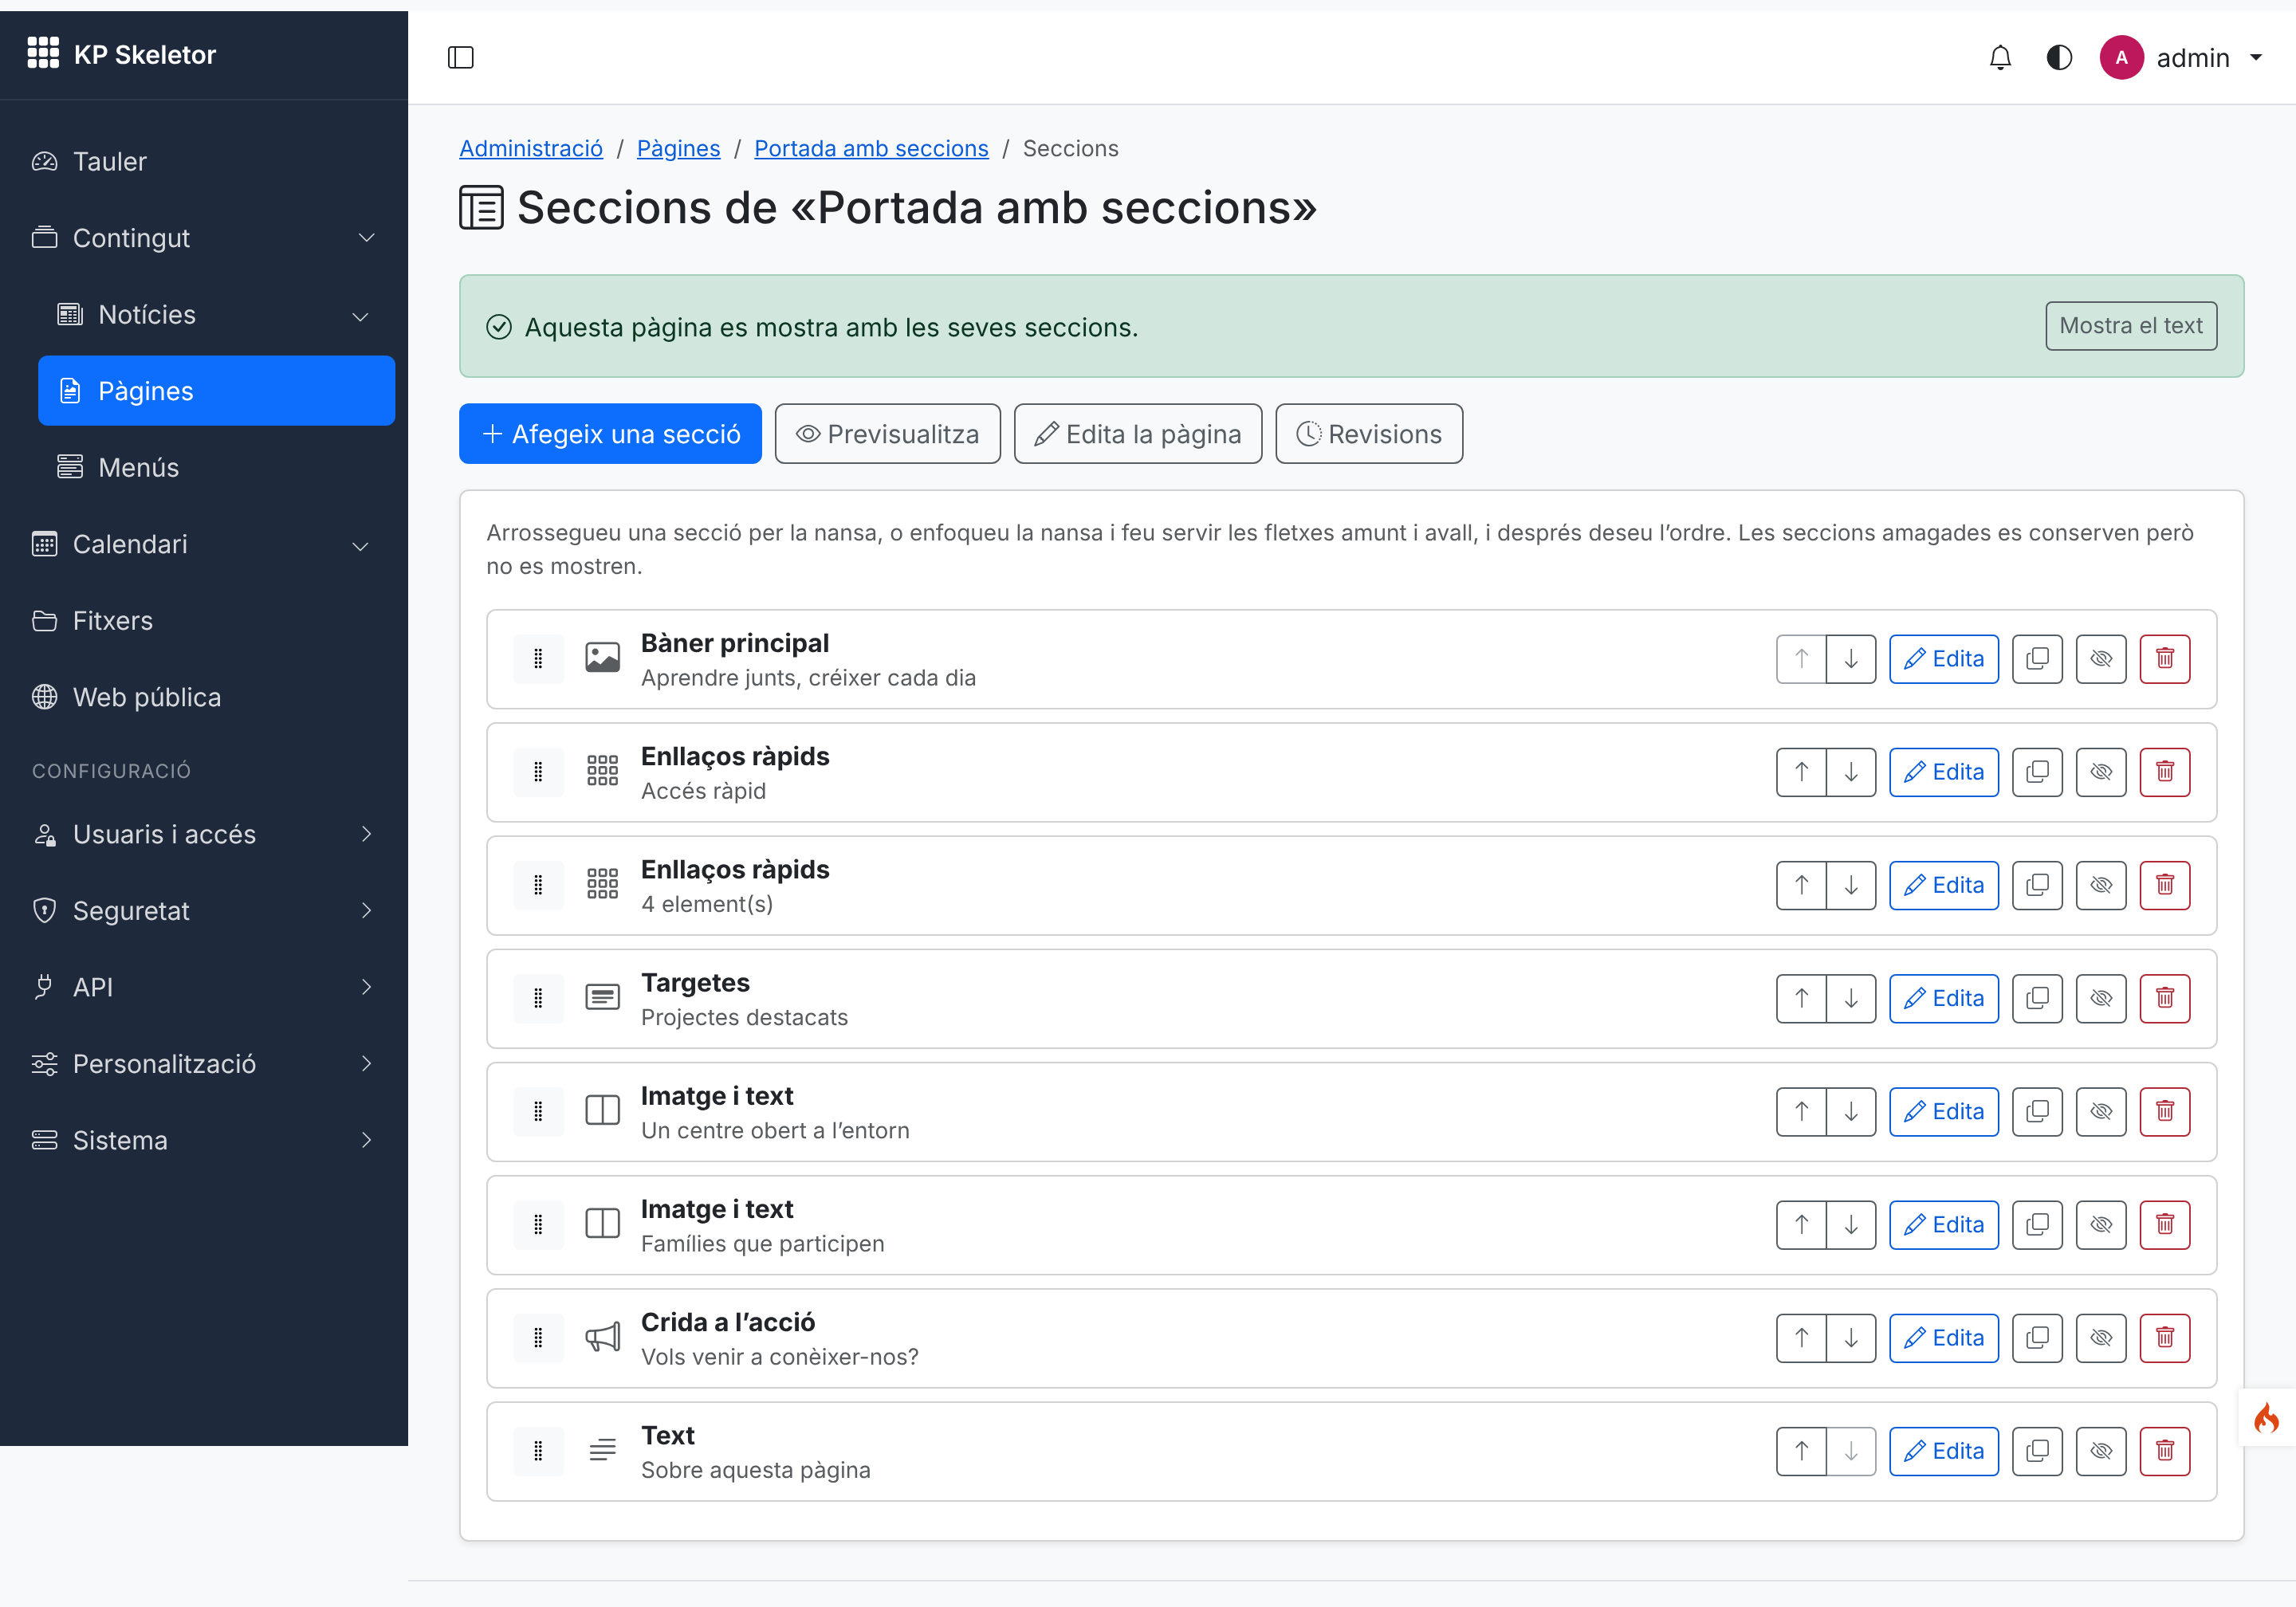 KP Skeletor
A admin
Tauler
Contingut
Notícies
Pàgines
Menús
Calendari
Fitxers
Web pública
CONFIGURACIÓ
Usuaris i accés
Seguretat
API
Personalització
Sistema
Administració / Pàgines / Portada amb seccions / Seccions
Seccions de «Portada amb seccions»
Aquesta pàgina es mostra amb les seves seccions.
Mostra el text
Afegeix una secció
Previsualitza
Edita la pàgina
Revisions
Arrossegueu una secció per la nansa, o enfoqueu la nansa i feu servir les fletxes amunt i avall, i després deseu l’ordre. Les seccions amagades es conserven però
no es mostren.
Bàner principal
Aprendre junts, créixer cada dia
Edita
Enllaços ràpids
Accés ràpid
Edita
Enllaços ràpids
4 element(s)
Edita
Targetes
Projectes destacats
Edita
Imatge i text
Un centre obert a l’entorn
Edita
Imatge i text
Famílies que participen
Edita
Crida a l’acció
Vols venir a conèixer-nos?
Edita
Text
Sobre aquesta pàgina
Edita